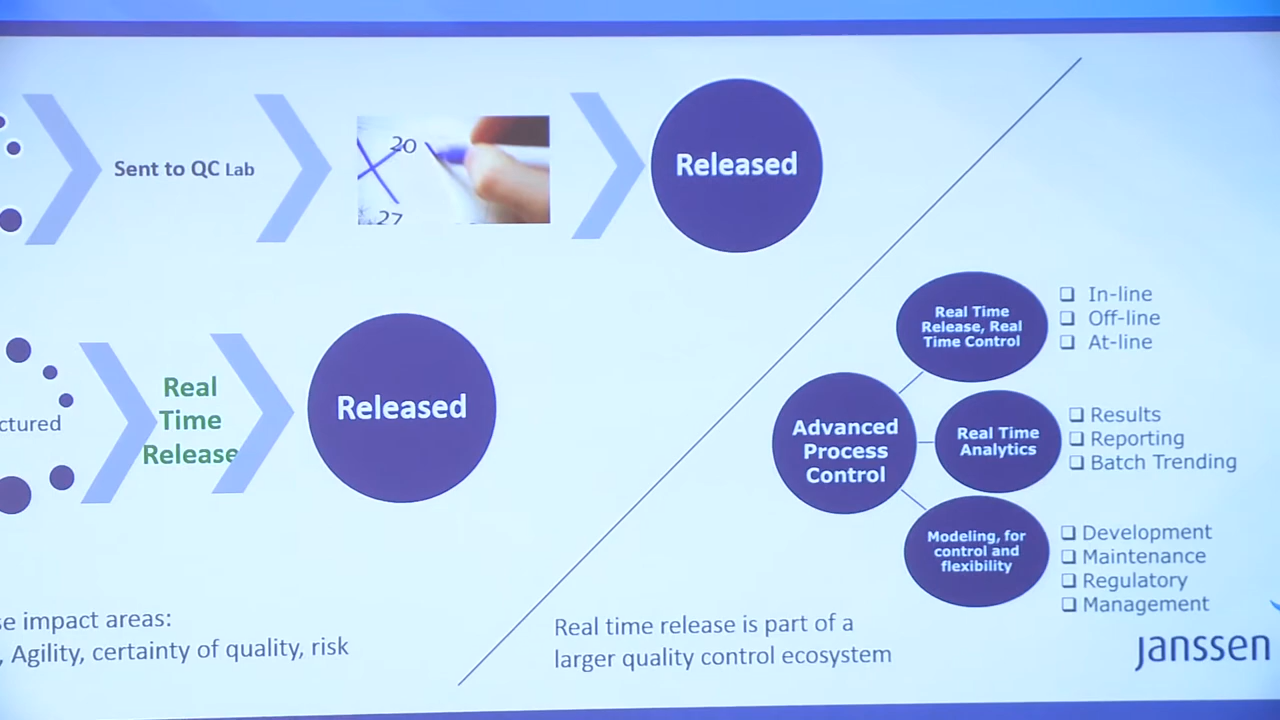 Sent to QC Lab
20
27
Released
ctured
Real
Time
Release
Released
se impact areas:
, Agility, certainty of quality, risk
Real time release is part of a
larger quality control ecosystem
Advanced
Process
Control
Real Time
Release, Real
Time Control
❑ In-line
❑ Off-line
❑ At-line
Real Time
Analytics
❑ Results
❑ Reporting
❑ Batch Trending
Modeling, for
control and
flexibility
❑ Development
❑ Maintenance
❑ Regulatory
❑ Management
Janssen